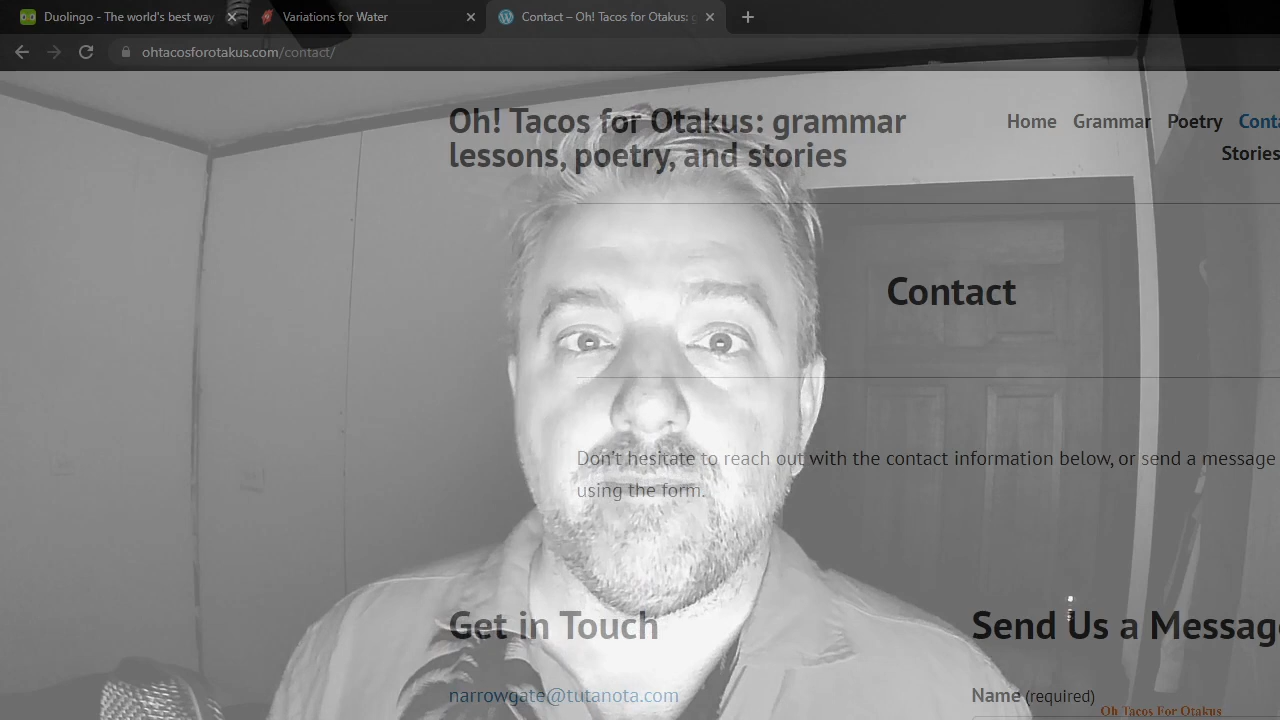 Duolingo - The world's best way
Variations for Water
Contact – Oh! Tacos for Otakus: g
ohtacosforotakus.com/contact/
Oh! Tacos for Otakus: grammar
lessons, poetry, and stories
Home Grammar Poetry Conta
Stories
Contact
Don't hesitate to reach out with the contact information below, or send a message
using the form.
Get in Touch
Send Us a Messag
narrowgate@tutanota.com
Name (required)
Oh Tacos For Otakus